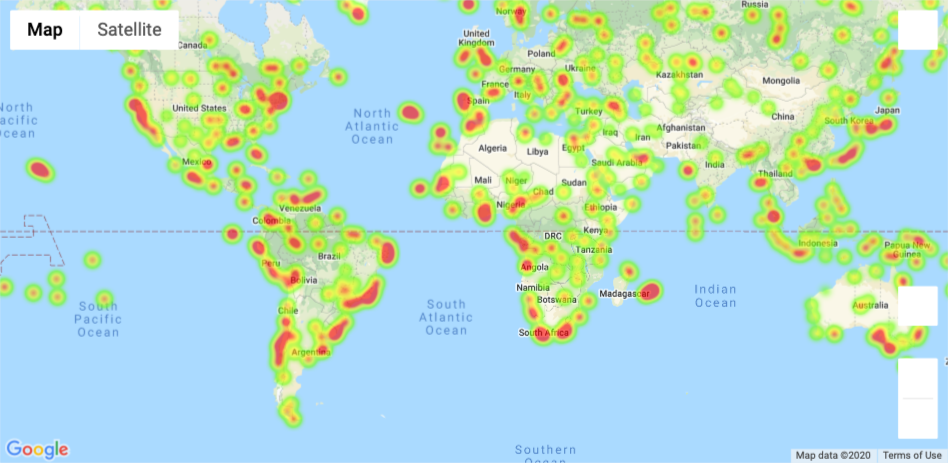 Map Satellite
Norway
Russia
Canada
United
Kingdom
Poland
Germany
Ukraine
Kazakhstan
Mongolia
France
Spain
Italy
Turkey
North
Pacific
Ocean
United States
North
Atlantic
Ocean
China
South Korea
Japan
Iraq
Iran
Afghanistan
Pakistan
Algeria
Libya
Egypt
Saudi Arabia
India
Thailand
Mexico
Mali
Niger
Chad
Sudan
Nigeria
Ethiopia
Venezuela
Colombia
DRC
Kenya
Tanzania
Indonesia
Papua New
Guinea
Peru
Brazil
Bolivia
Angola
Namibia
Botswana
Madagascar
Indian
Ocean
Australia
South
Pacific
Ocean
Chile
South
Atlantic
Ocean
South Africa
Argentina
Southern
Ocean
Google
Map data ©2020 Terms of Use